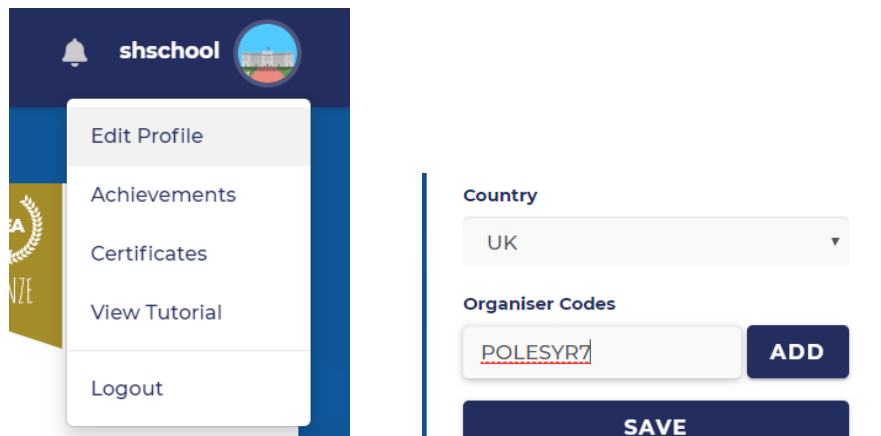 shschool
Edit Profile
Achievements
Certificates
View Tutorial
Logout
Country
UK
Organiser Codes
POLESYR7
ADD
SAVE